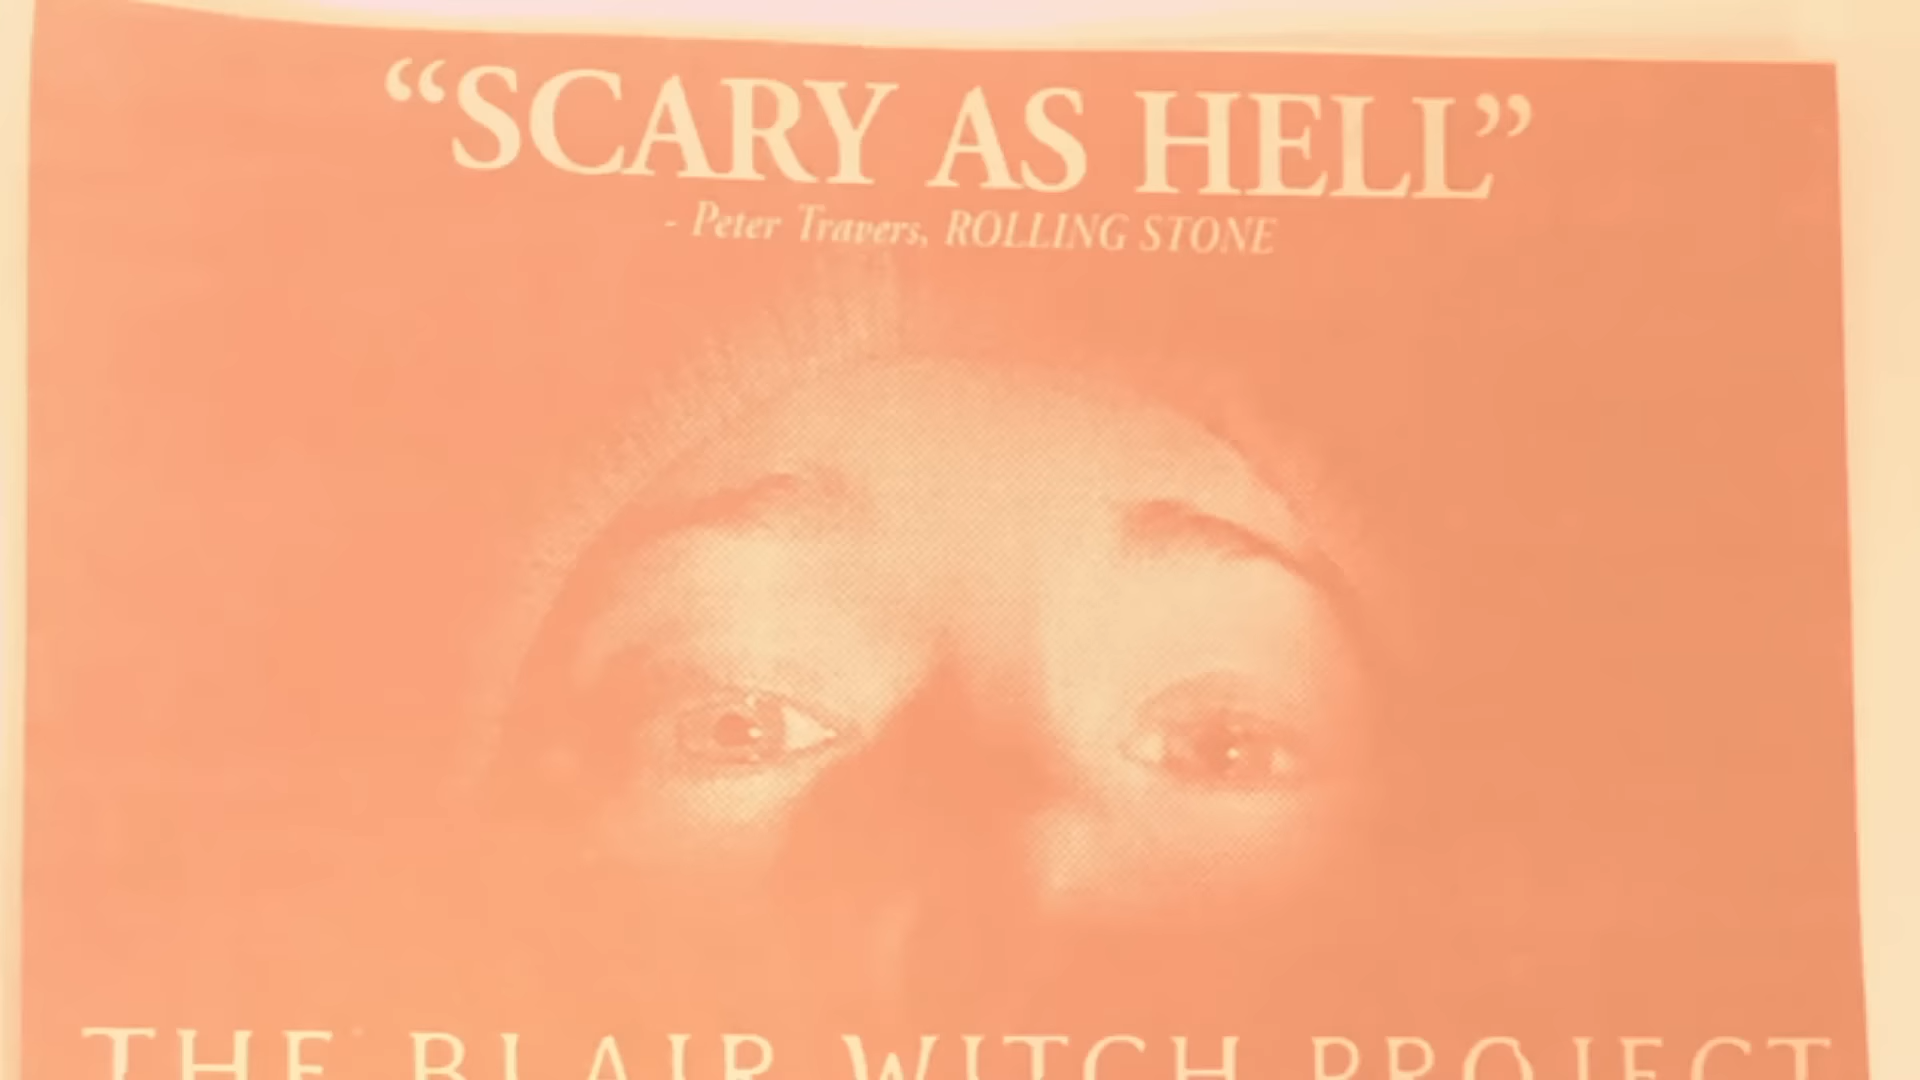 “SCARY AS HELL”
- Peter Travers, ROLLING STONE
THE BLAIR WITCH PROJECT